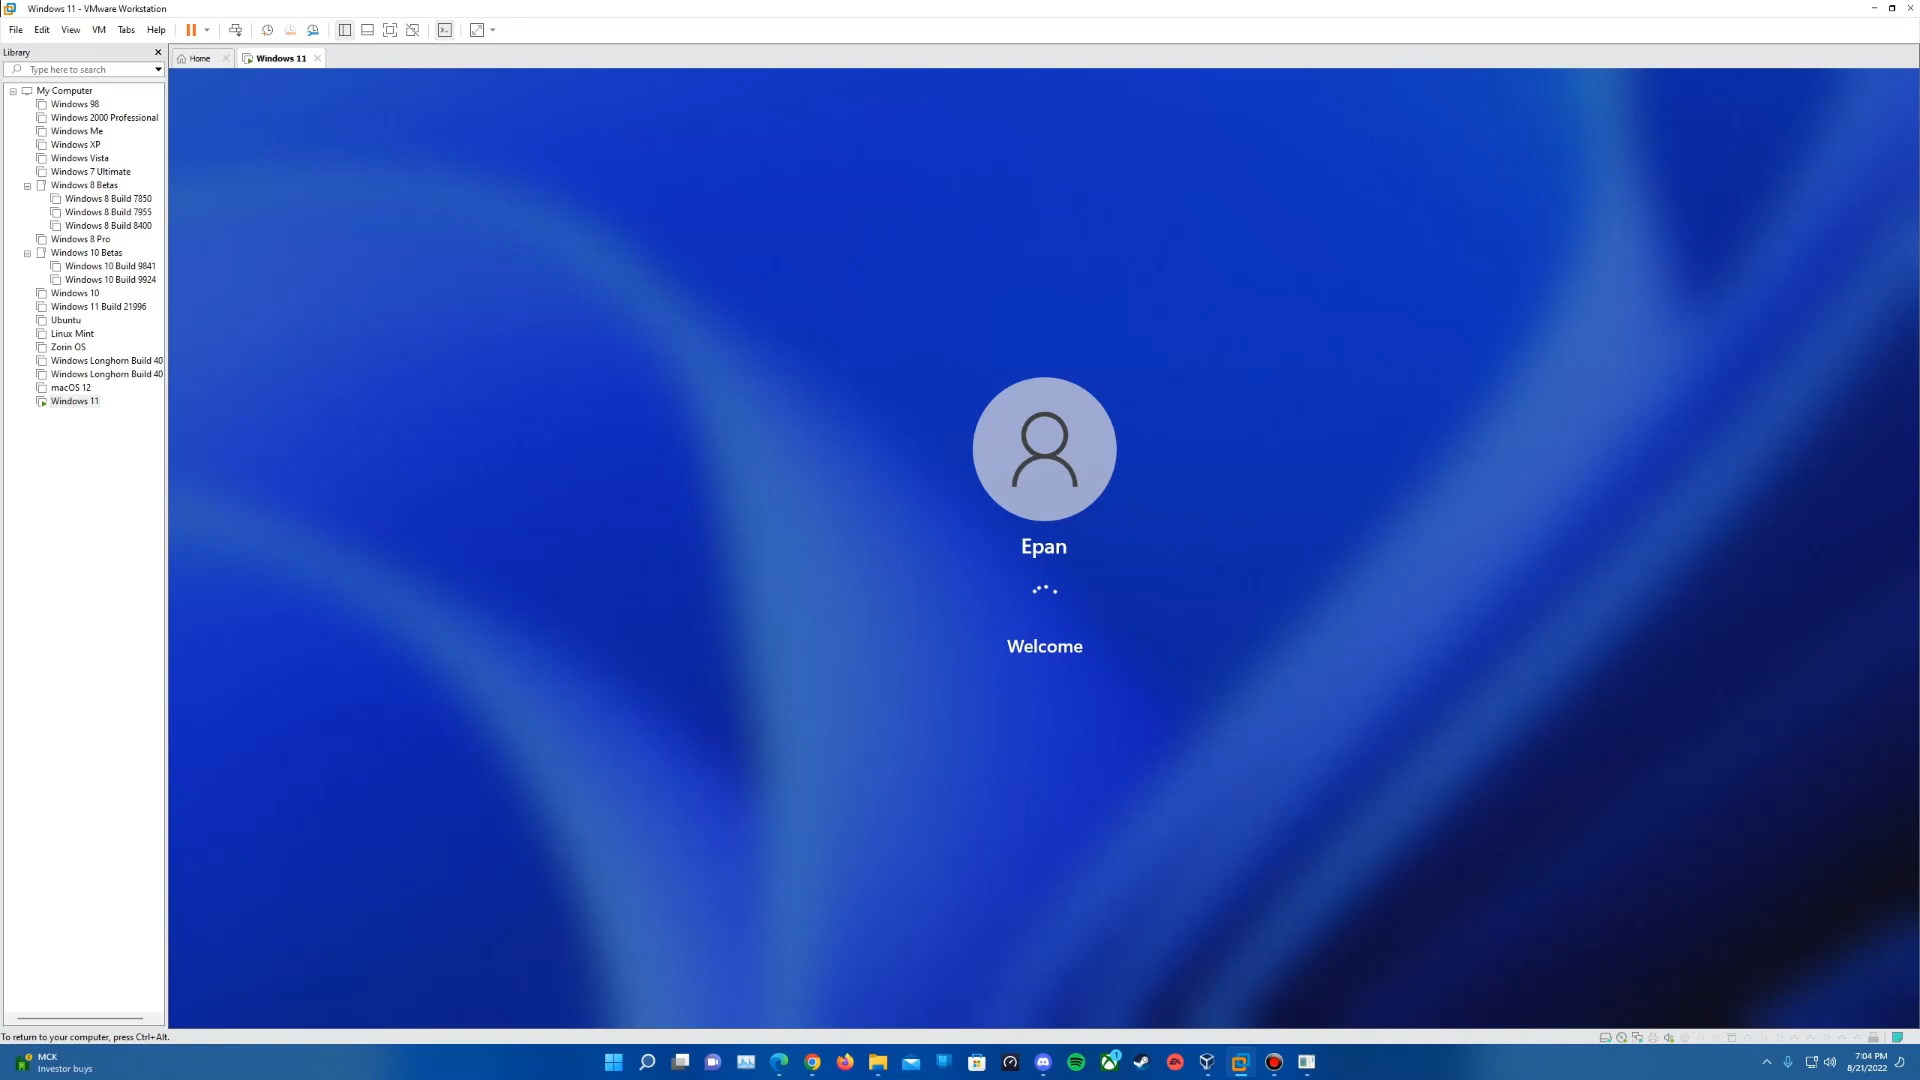 Windows 11 - VMware Workstation
File Edit View VM Tabs Help
Library
Type here to search
Home
Windows 11
My Computer
Windows 98
Windows 2000 Professional
Windows Me
Windows XP
Windows Vista
Windows 7 Ultimate
Windows 8 Betas
Windows 8 Build 7850
Windows 8 Build 7955
Windows 8 Build 8400
Windows 8 Pro
Windows 10 Betas
Windows 10 Build 9841
Windows 10 Build 9924
Windows 10
Windows 11 Build 21996
Ubuntu
Linux Mint
Zorin OS
Windows Longhorn Build 40
Windows Longhorn Build 40
macOS 12
Windows 11
Epan
Welcome
To return to your computer, press Ctrl+Alt.
MCK
Investor buys
1
EA
7:04 PM
8/21/2022